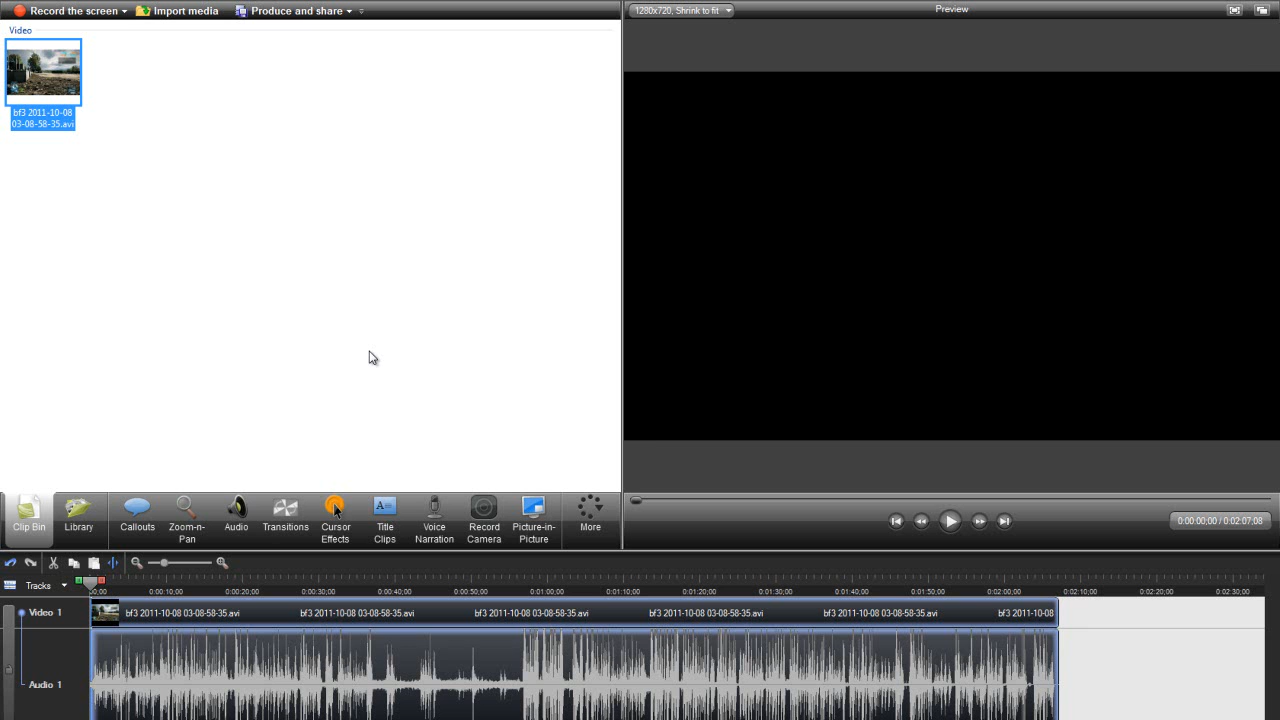 Record the screen Import media Produce and share
1280x720, Shrink to fit Preview
Video
bf3 2011-10-08
03-08-58-35.avi
Clip Bin Library Callouts Zoom-n-Pan Audio Transitions Cursor Effects Title Clips Voice Narration Record Camera Picture-in-Picture More
0:00:00;00 / 0:02:07;08
Tracks
00;00 0:00:10;00 0:00:20;00 0:00:30;00 0:00:40;00 0:00:50;00 0:01:00;00 0:01:10;00 0:01:20;00 0:01:30;00 0:01:40;00 0:01:50;00 0:02:00;00 0:02:10;00 0:02:20;00 0:02:30;00
Video 1 bf3 2011-10-08 03-08-58-35.avi bf3 2011-10-08 03-08-58-35.avi bf3 2011-10-08 03-08-58-35.avi bf3 2011-10-08 03-08-58-35.avi bf3 2011-10-08 03-08-58-35.avi bf3 2011-10-08
Audio 1